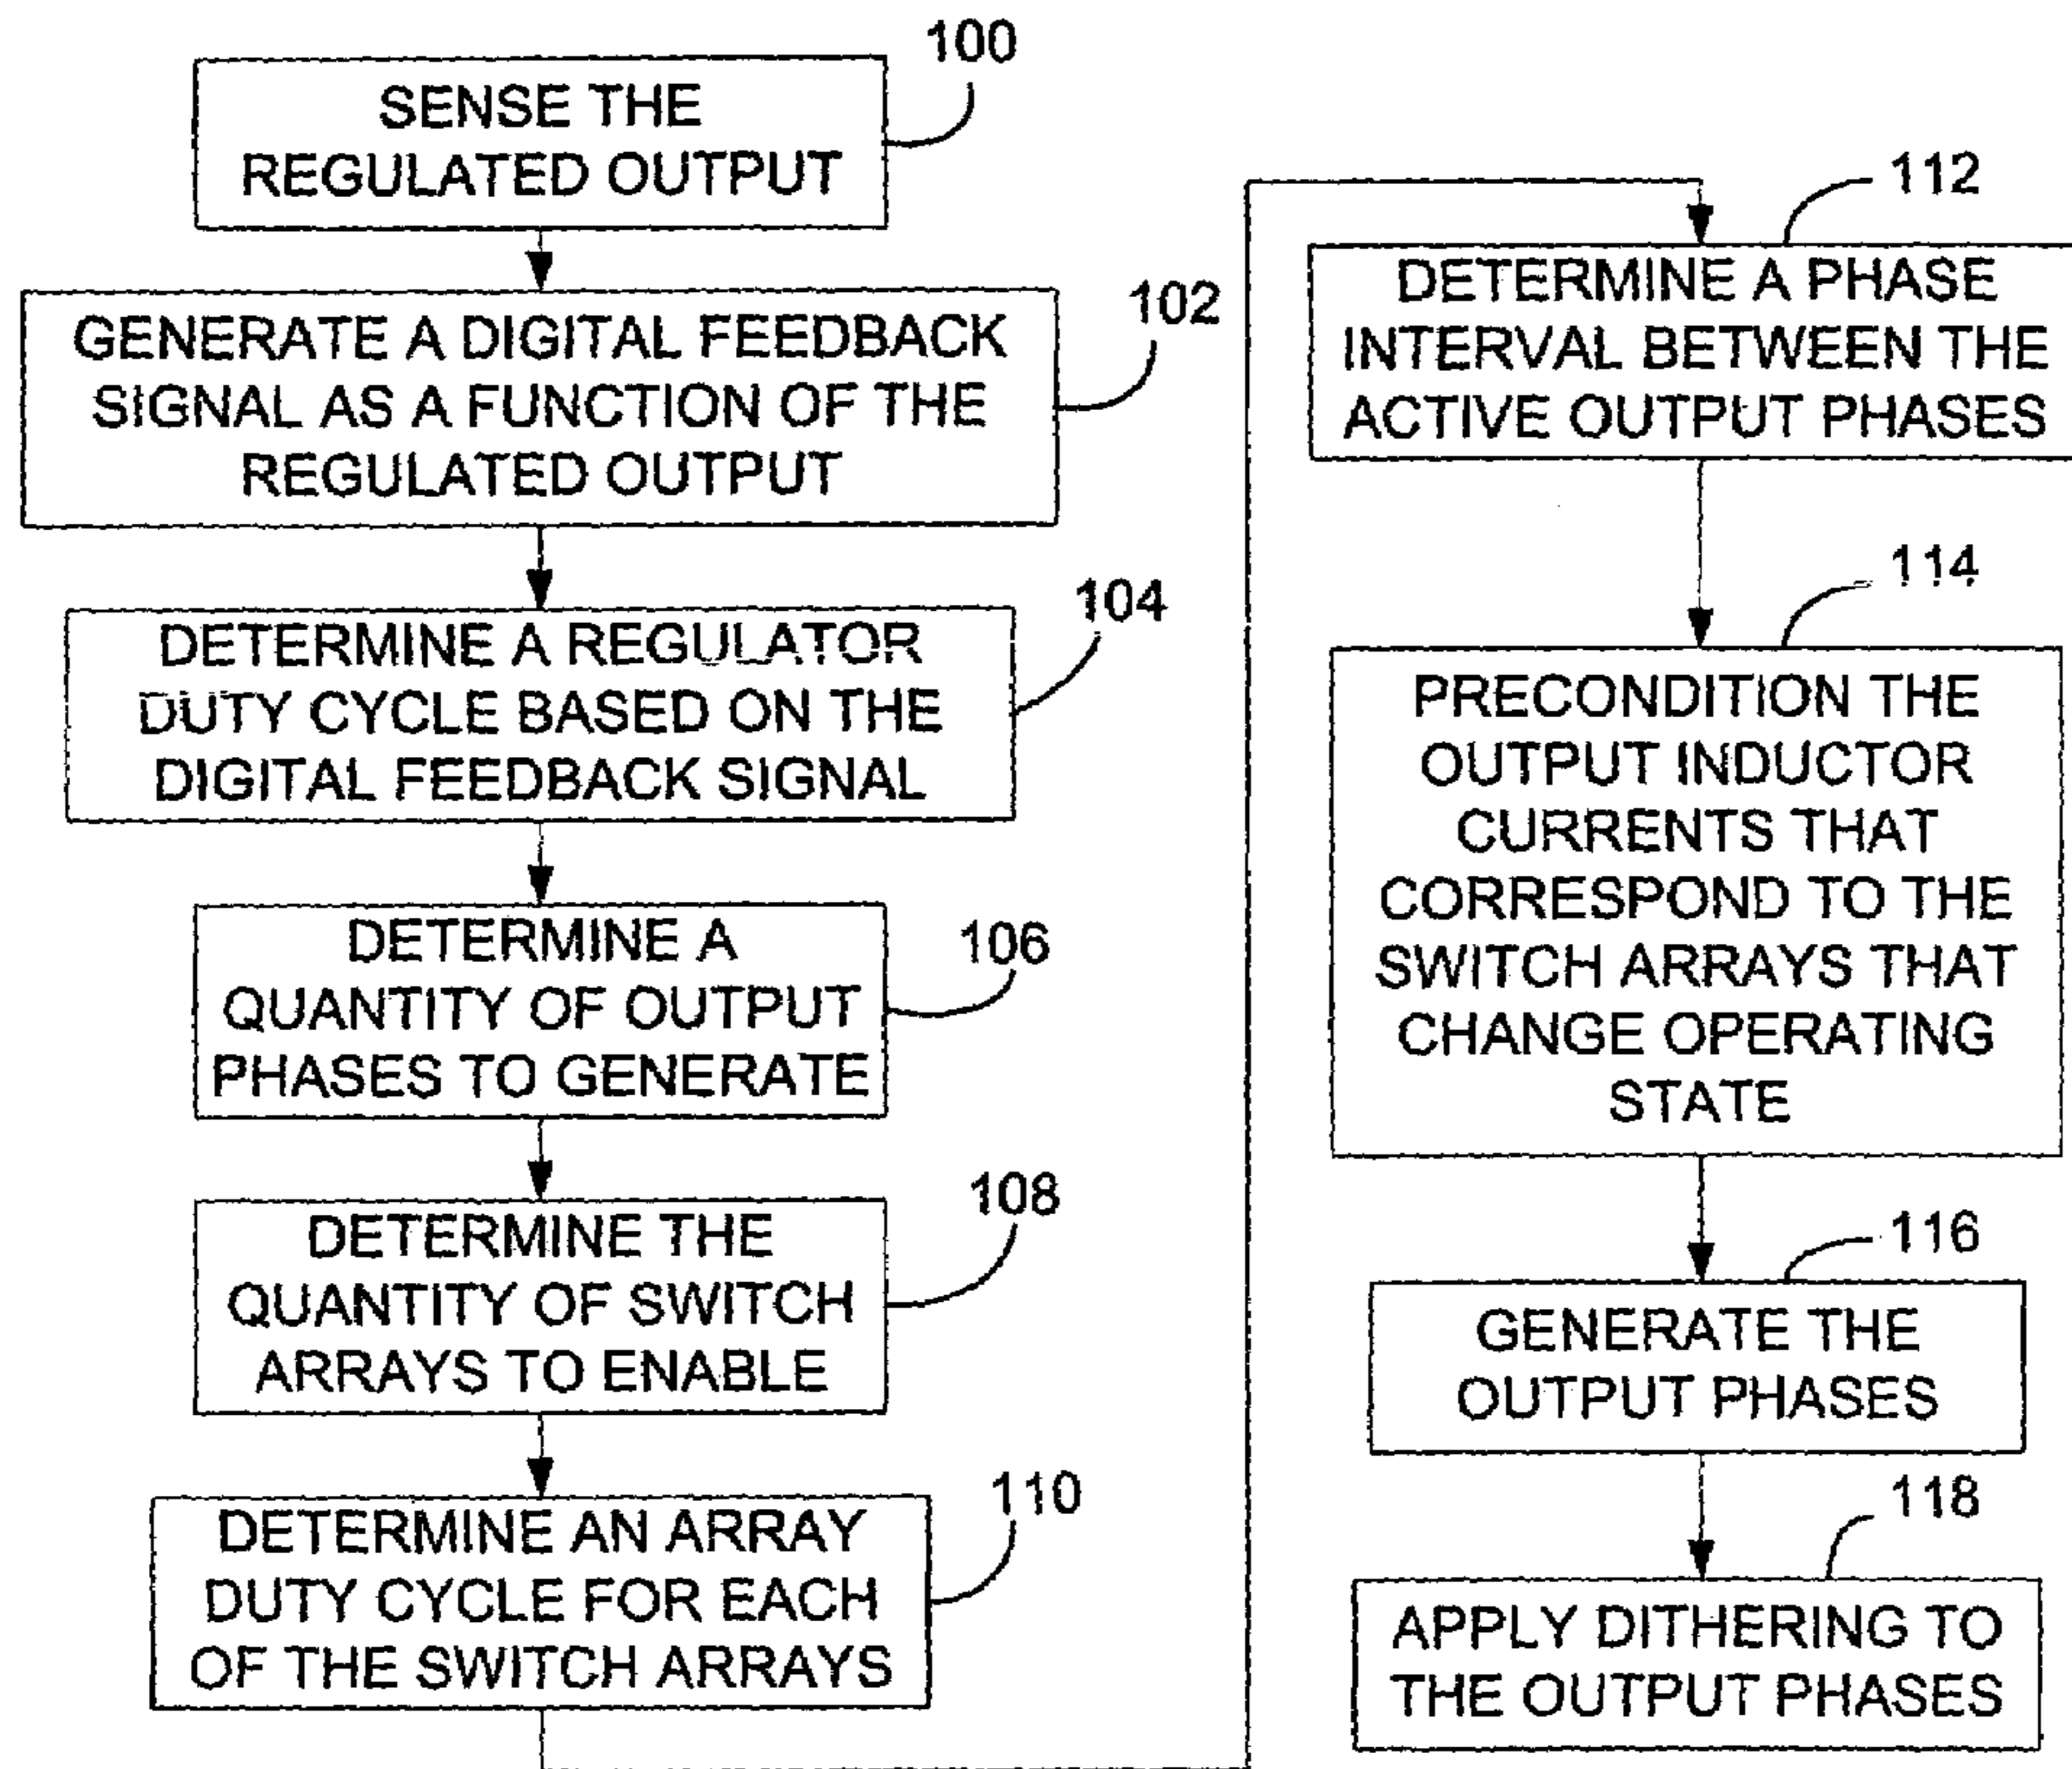 100
SENSE THE
REGULATED OUTPUT
102
GENERATE A DIGITAL FEEDBACK
SIGNAL AS A FUNCTION OF THE
REGULATED OUTPUT
104
DETERMINE A REGULATOR
DUTY CYCLE BASED ON THE
DIGITAL FEEDBACK SIGNAL
106
DETERMINE A
QUANTITY OF OUTPUT
PHASES TO GENERATE
108
DETERMINE THE
QUANTITY OF SWITCH
ARRAYS TO ENABLE
110
DETERMINE AN ARRAY
DUTY CYCLE FOR EACH
OF THE SWITCH ARRAYS
112
DETERMINE A PHASE
INTERVAL BETWEEN THE
ACTIVE OUTPUT PHASES
114
PRECONDITION THE
OUTPUT INDUCTOR
CURRENTS THAT
CORRESPOND TO THE
SWITCH ARRAYS THAT
CHANGE OPERATING
STATE
116
GENERATE THE
OUTPUT PHASES
118
APPLY DITHERING TO
THE OUTPUT PHASES